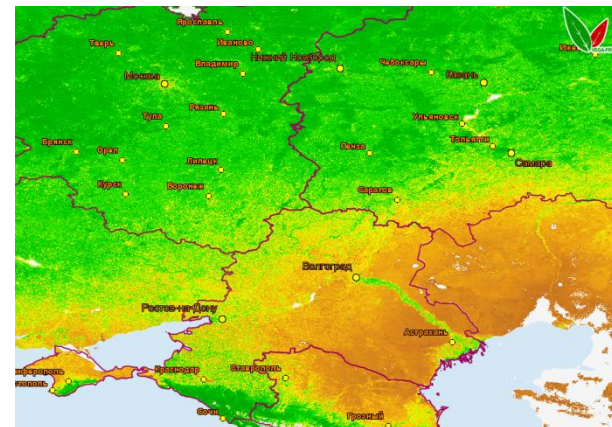 Ярославль
Тверь
Иваново
Нижний Новгород
Владимир
Москва
Чебоксары
Казань
Рязань
Тула
Ульяновск
Тольятти
Самара
Брянск
Орел
Пенза
Липецк
Курск
Воронеж
Саратов
Волгоград
Ростов-на-Дону
Астрахань
Краснодар
Ставрополь
Сочи
Грозный